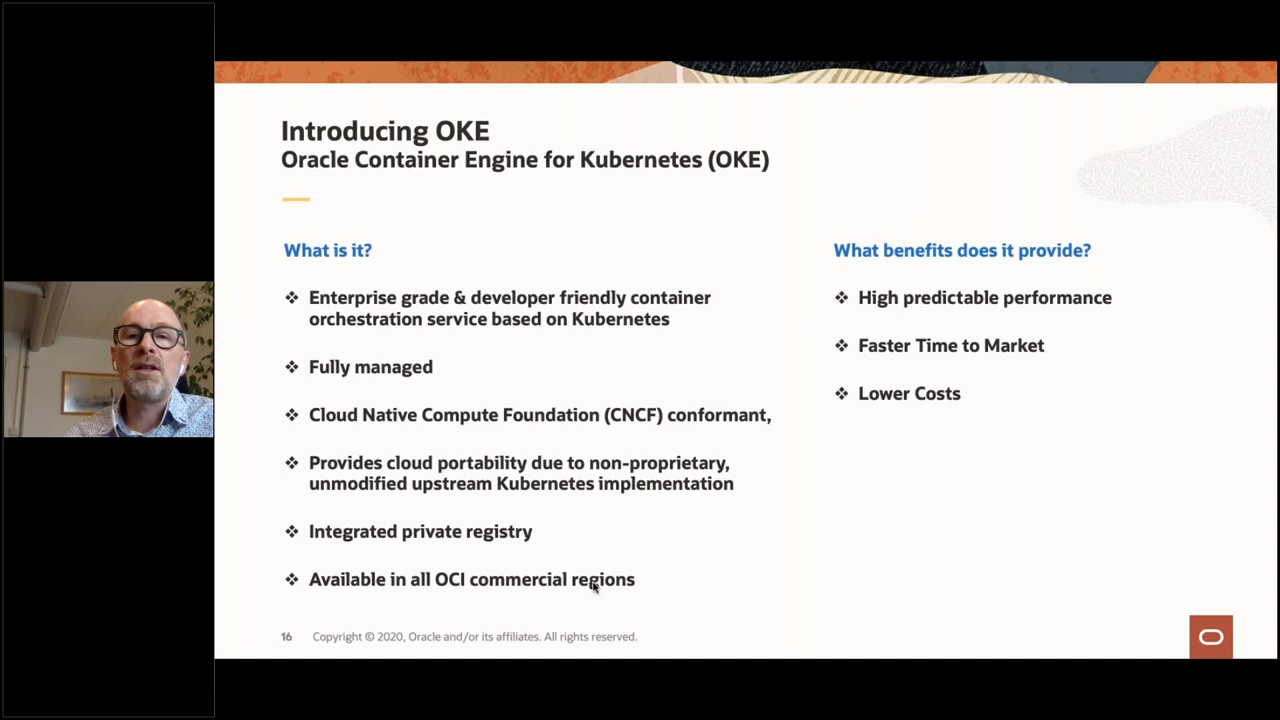 Introducing OKE
Oracle Container Engine for Kubernetes (OKE)
What is it?
❖ Enterprise grade & developer friendly container
orchestration service based on Kubernetes
❖ Fully managed
❖ Cloud Native Compute Foundation (CNCF) conformant,
❖ Provides cloud portability due to non-proprietary,
unmodified upstream Kubernetes implementation
❖ Integrated private registry
❖ Available in all OCI commercial regions
What benefits does it provide?
❖ High predictable performance
❖ Faster Time to Market
❖ Lower Costs
16 Copyright © 2020, Oracle and/or its affiliates. All rights reserved.